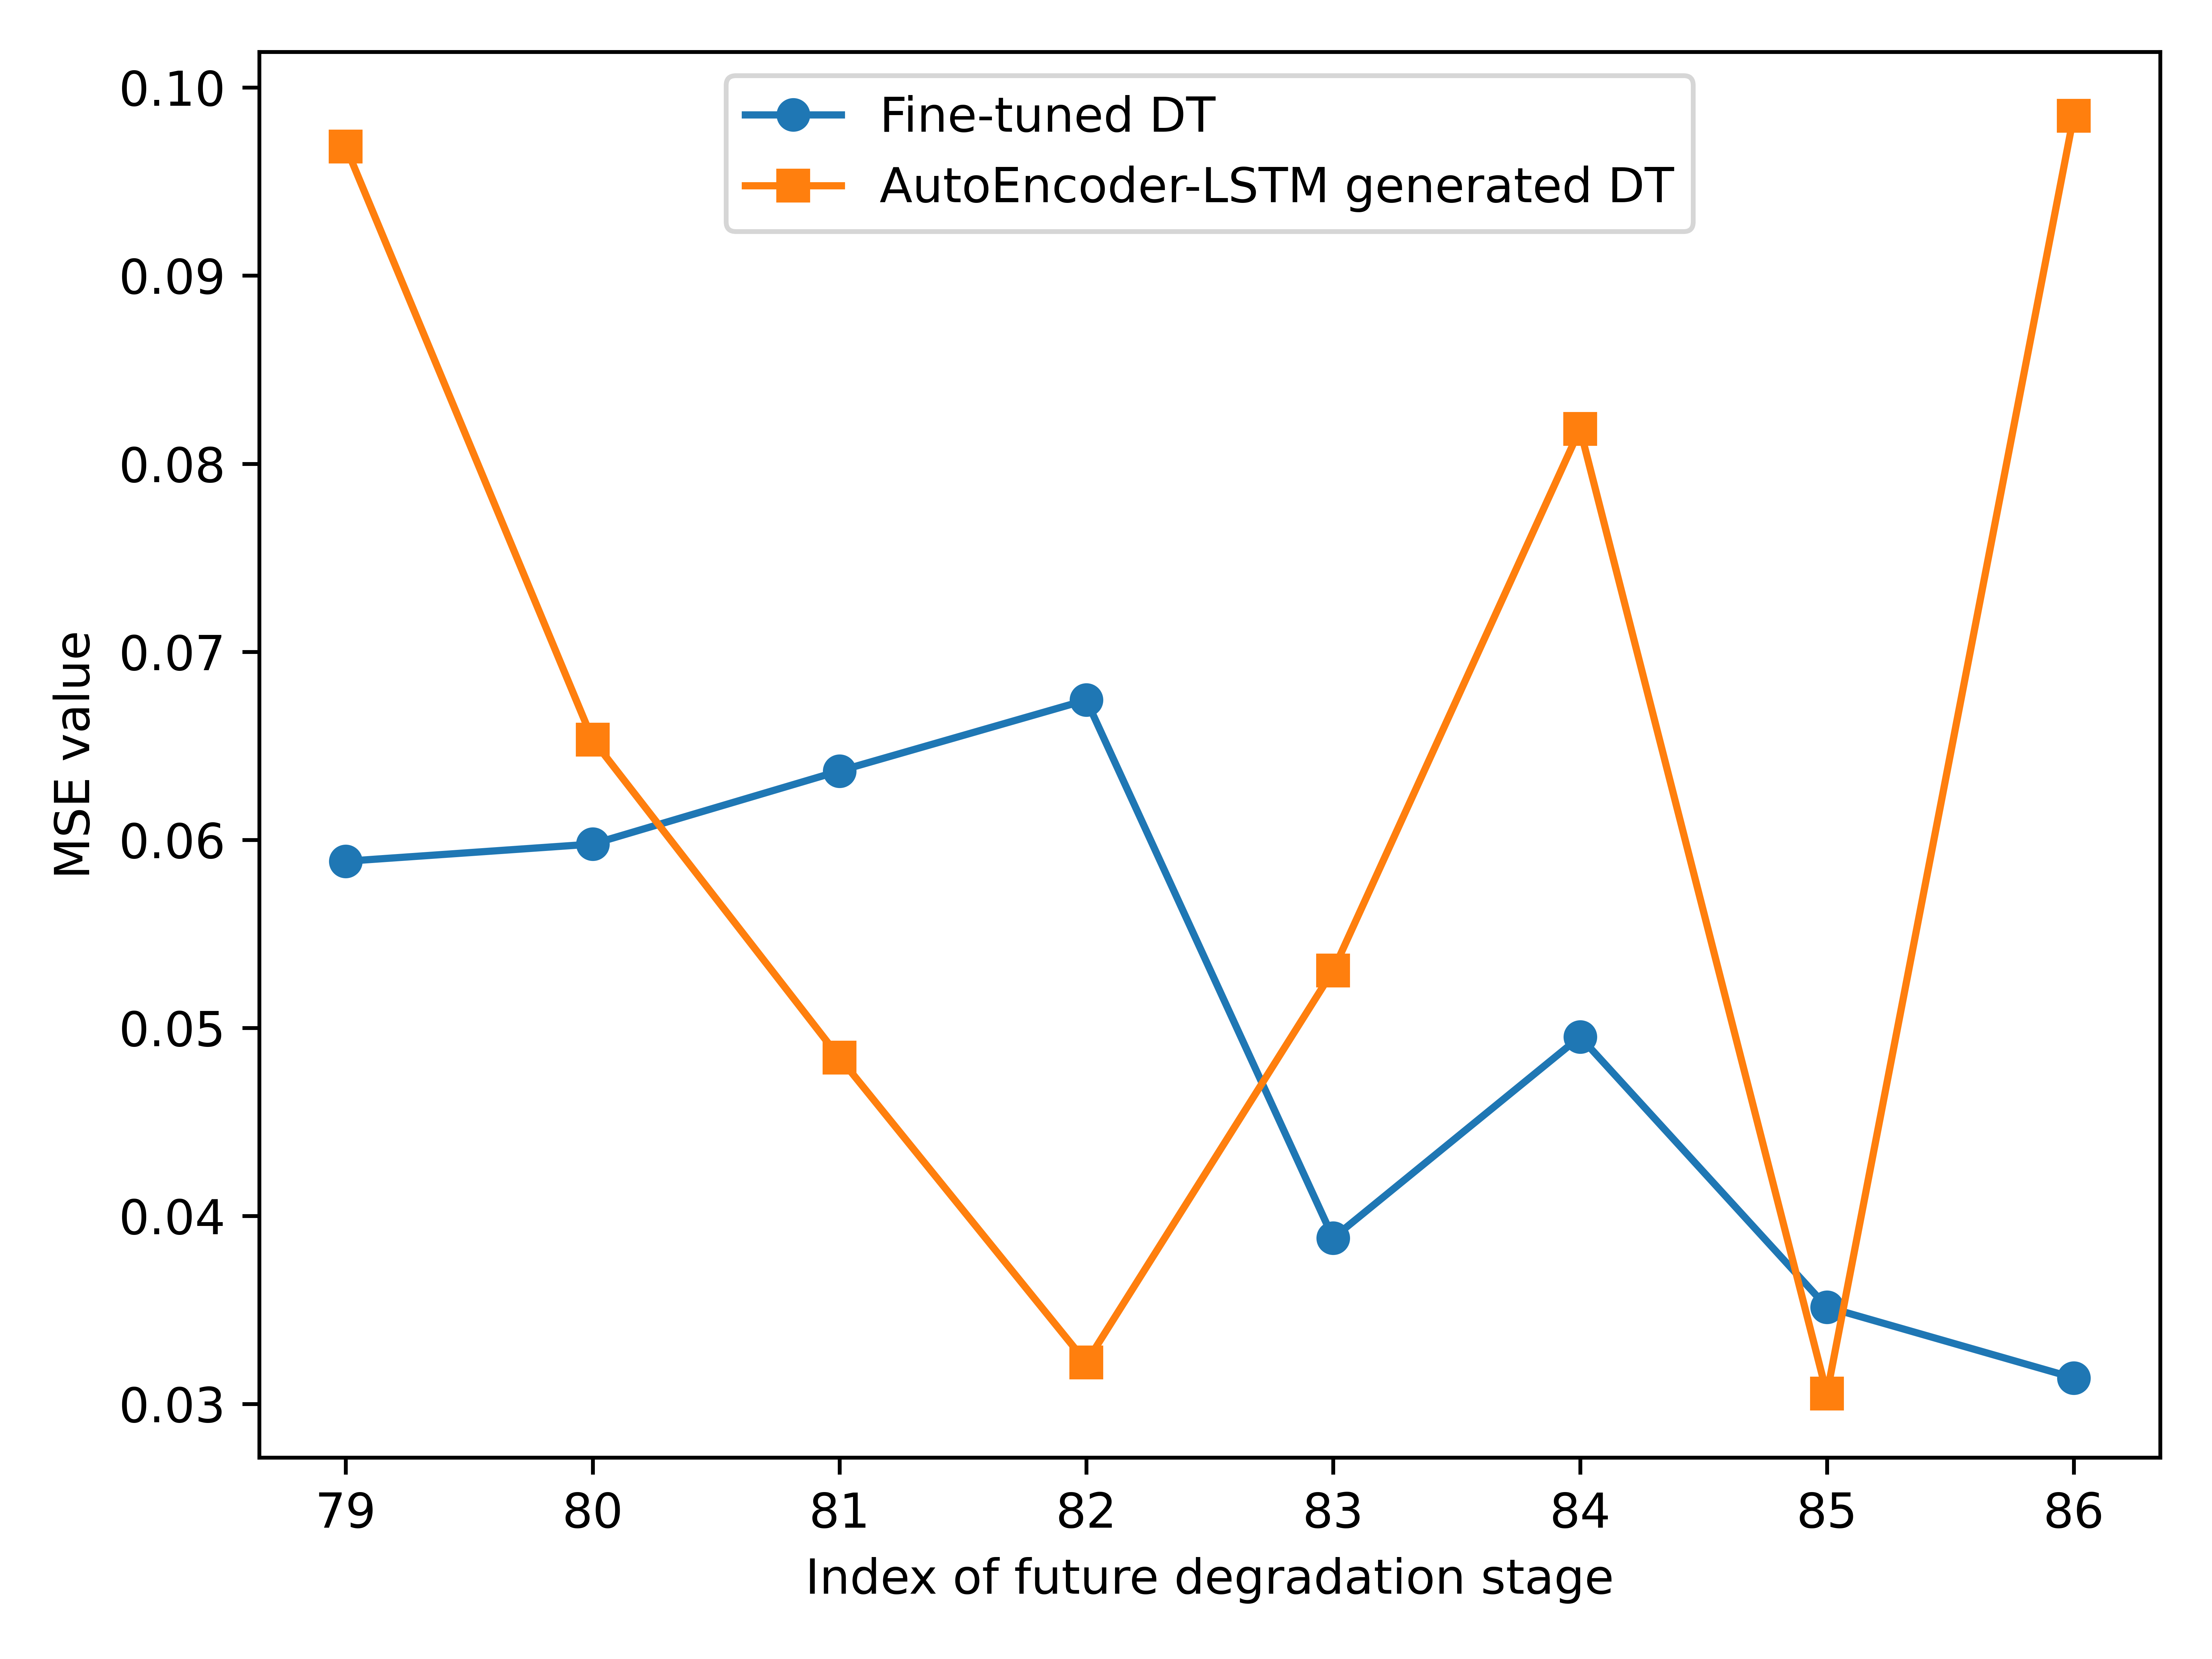 Fine-tuned DT
AutoEncoder-LSTM generated DT
MSE value
0.10
0.09
0.08
0.07
0.06
0.05
0.04
0.03
79 80 81 82 83 84 85 86
Index of future degradation stage